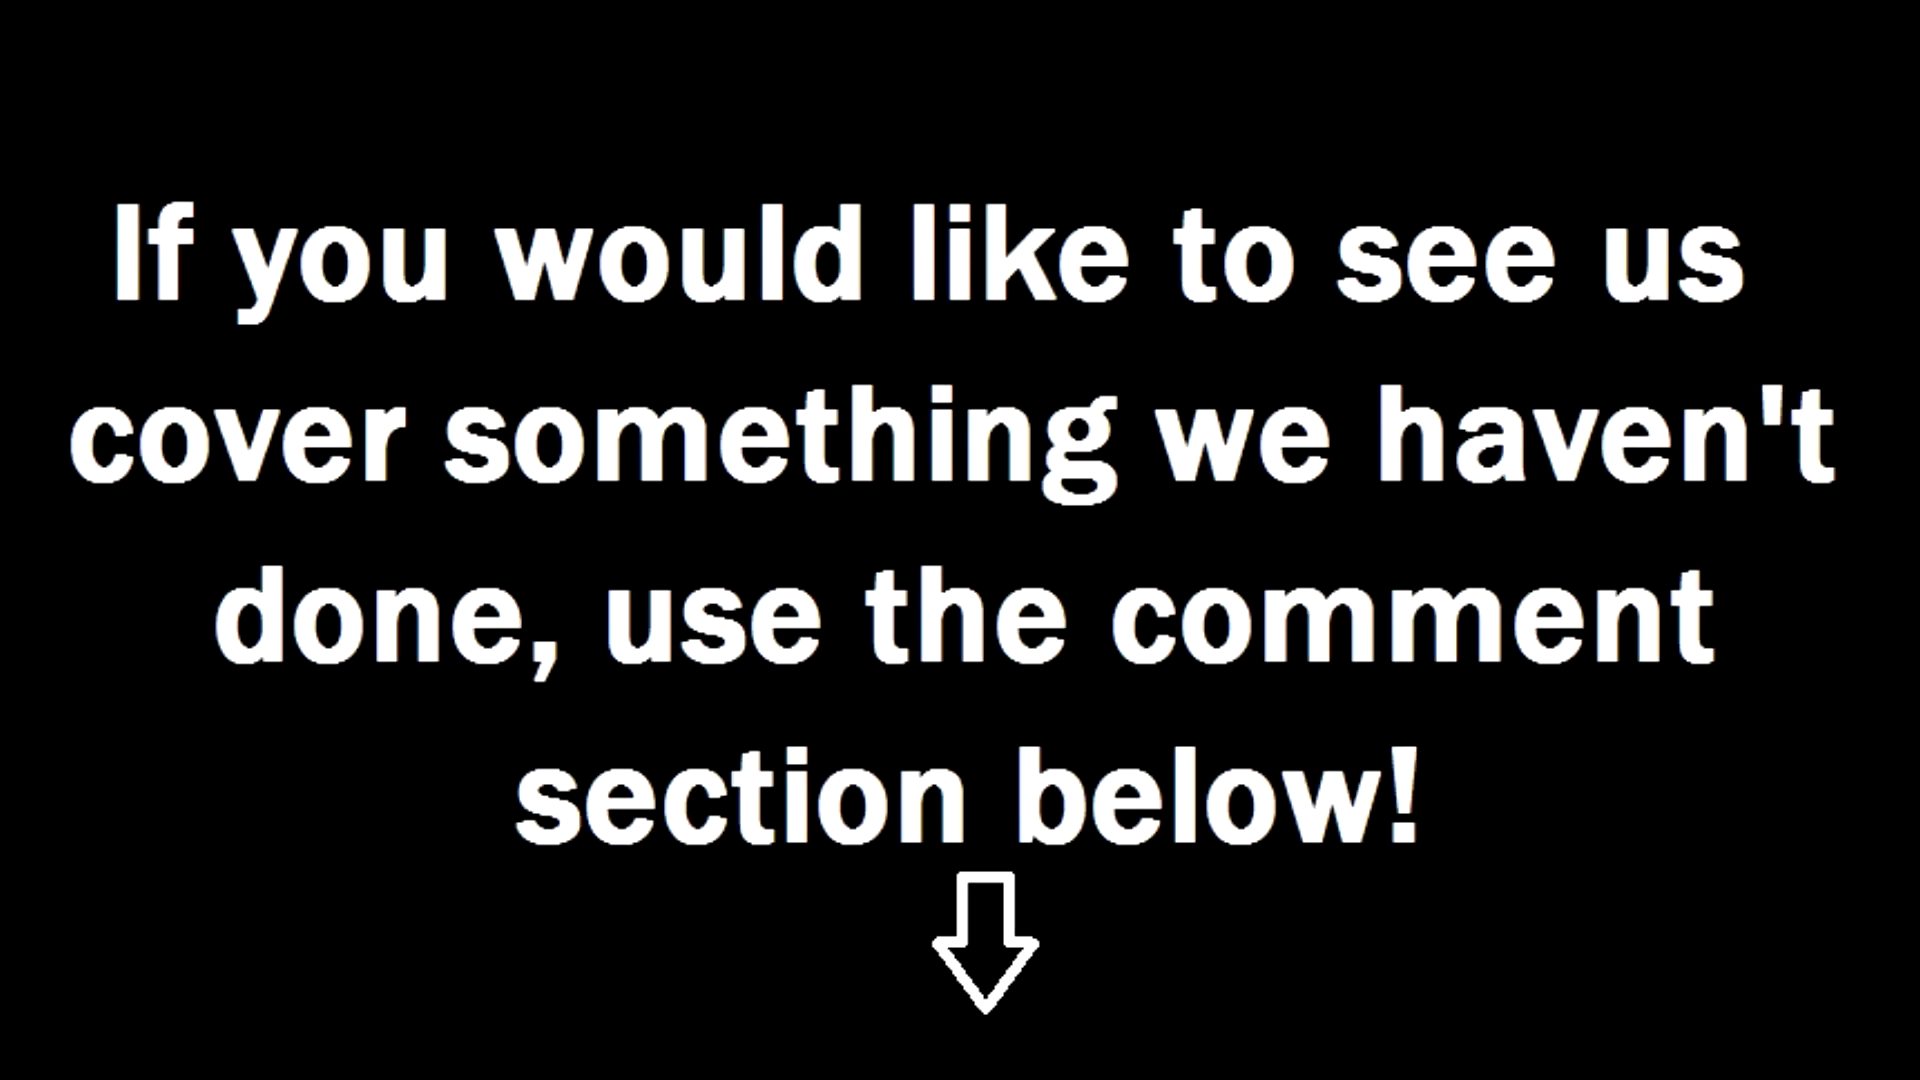 If you would like to see us
cover something we haven't
done, use the comment
section below!